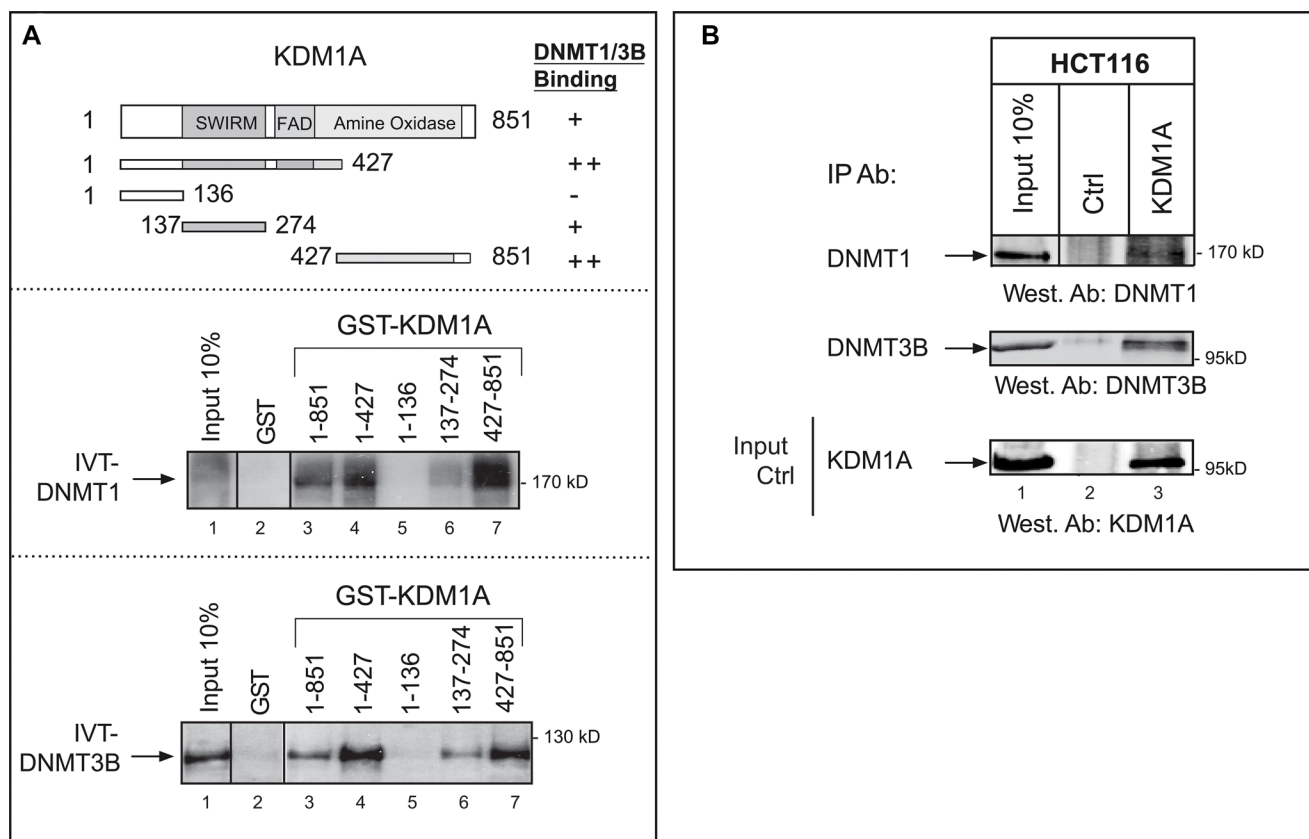 A
KDM1A
DNMT1/3B
Binding
1 SWIRM FAD Amine Oxidase 851 +
1 427 ++
1 136 -
137 274 +
427 851 ++
GST-KDM1A
Input 10% GST 1-851 1-427 1-136 137-274 427-851
IVT-
DNMT1
- 170 kD
1 2 3 4 5 6 7
GST-KDM1A
Input 10% GST 1-851 1-427 1-136 137-274 427-851
IVT-
DNMT3B
- 130 kD
1 2 3 4 5 6 7
B
HCT116
IP Ab: Input 10% Ctrl KDM1A
DNMT1 - 170 kD
West. Ab: DNMT1
DNMT3B - 95kD
West. Ab: DNMT3B
Input
Ctrl
KDM1A - 95kD
1 2 3
West. Ab: KDM1A